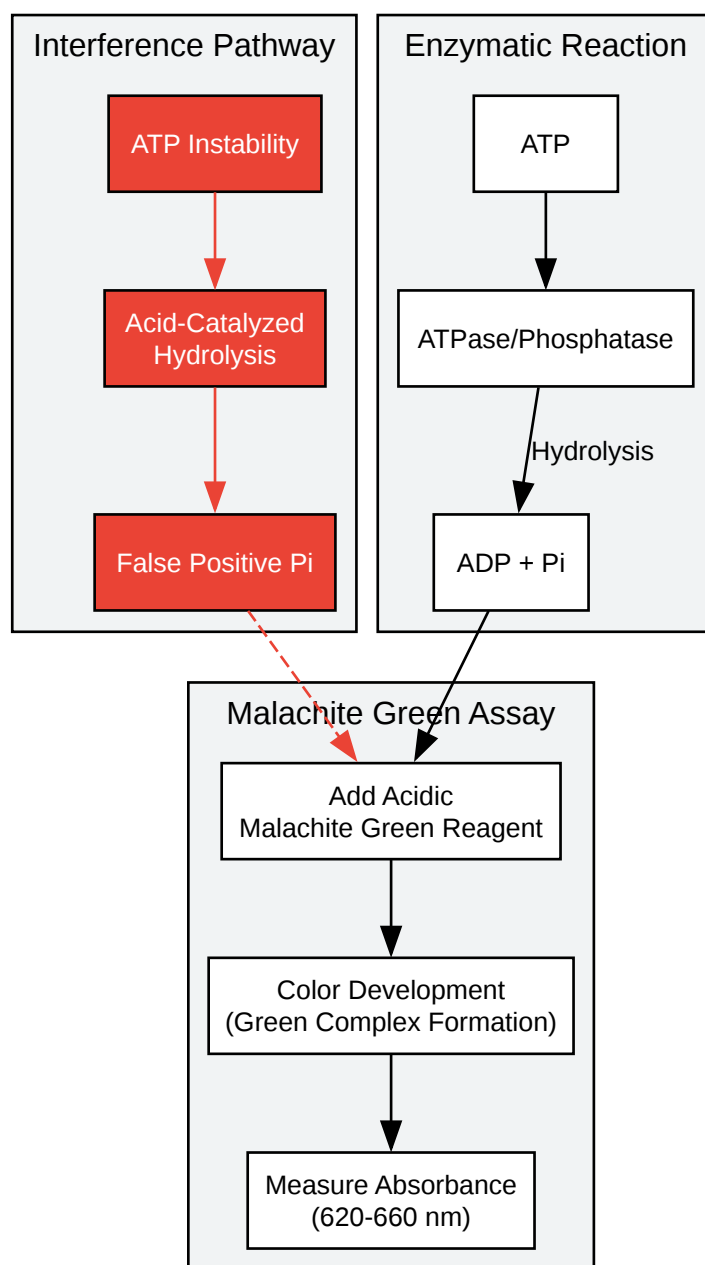 Interference Pathway
ATP Instability
Acid-Catalyzed
Hydrolysis
False Positive Pi
Enzymatic Reaction
ATP
ATPase/Phosphatase
Hydrolysis
ADP + Pi
Malachite Green Assay
Add Acidic
Malachite Green Reagent
Color Development
(Green Complex Formation)
Measure Absorbance
(620-660 nm)